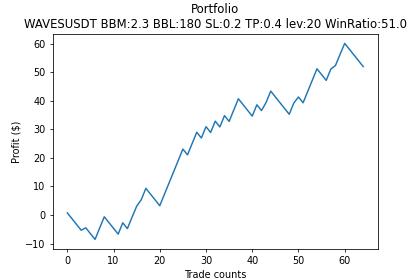 Portfolio
WAVESUSDT BBM:2.3 BBL:180 SL:0.2 TP:0.4 lev:20 WinRatio:51.0
60
50
40
30
20
10
0
−10
Profit ($)
0 10 20 30 40 50 60
Trade counts